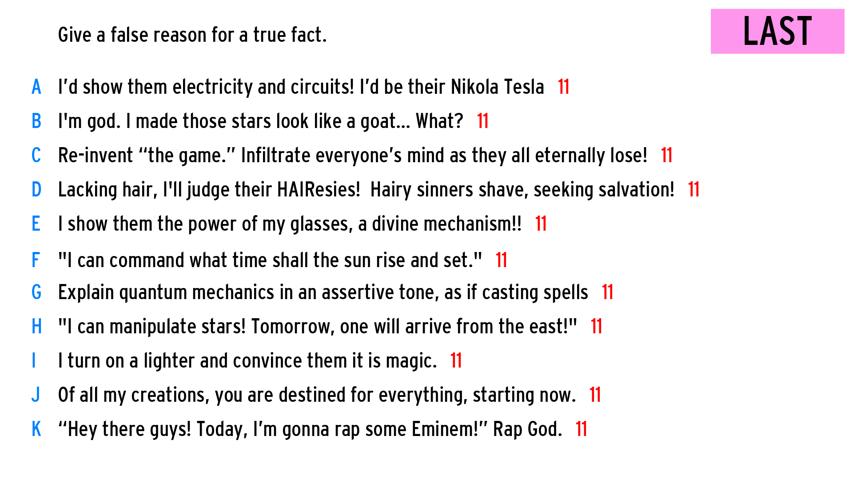 Give a false reason for a true fact.
LAST
A I'd show them electricity and circuits! I'd be their Nikola Tesla 11
B I'm god. I made those stars look like a goat... What? 11
C Re-invent “the game.” Infiltrate everyone’s mind as they all eternally lose! 11
D Lacking hair, I'll judge their HAIResies! Hairy sinners shave, seeking salvation! 11
E I show them the power of my glasses, a divine mechanism!! 11
F "I can command what time shall the sun rise and set." 11
G Explain quantum mechanics in an assertive tone, as if casting spells 11
H "I can manipulate stars! Tomorrow, one will arrive from the east!" 11
I I turn on a lighter and convince them it is magic. 11
J Of all my creations, you are destined for everything, starting now. 11
K “Hey there guys! Today, I’m gonna rap some Eminem!” Rap God. 11